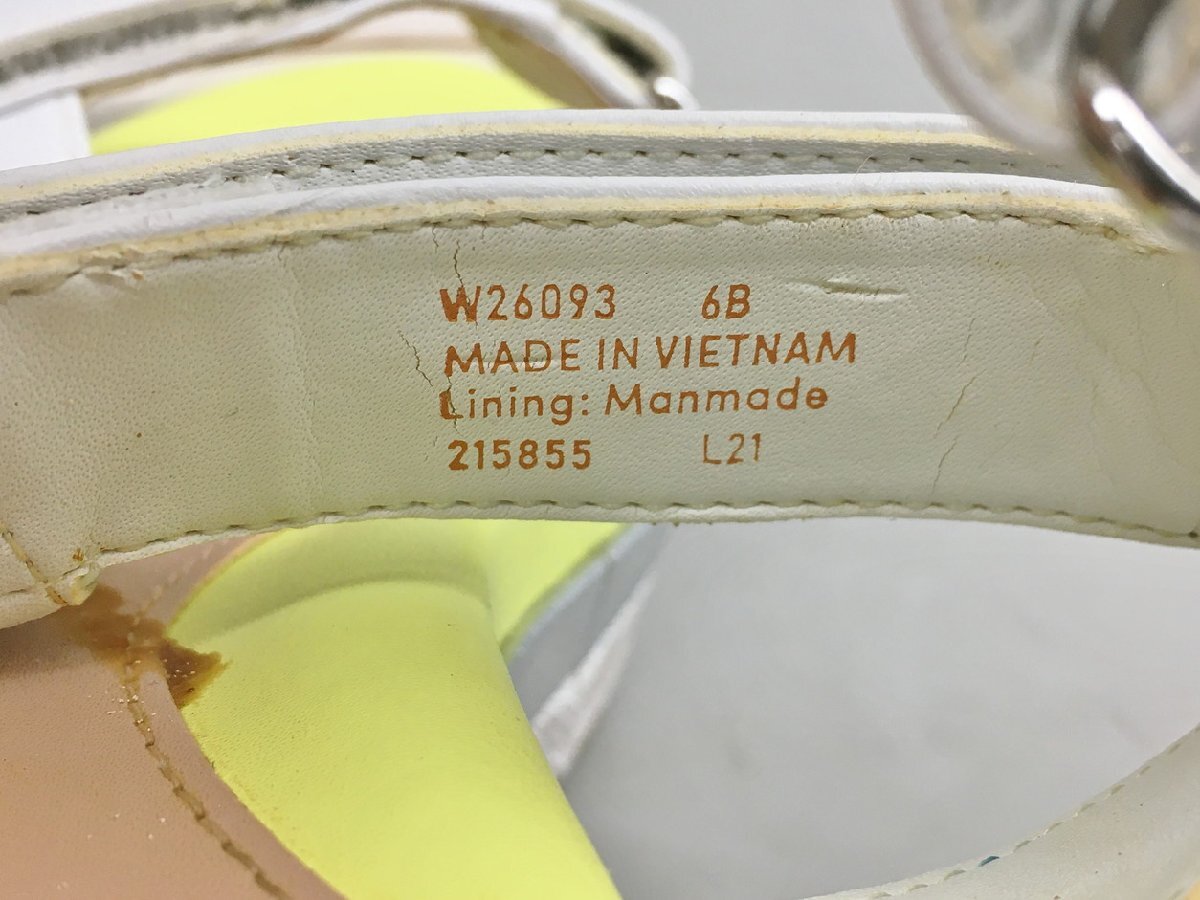 W26093 6B
MADE IN VIETNAM
Lining: Manmade
215855 L21